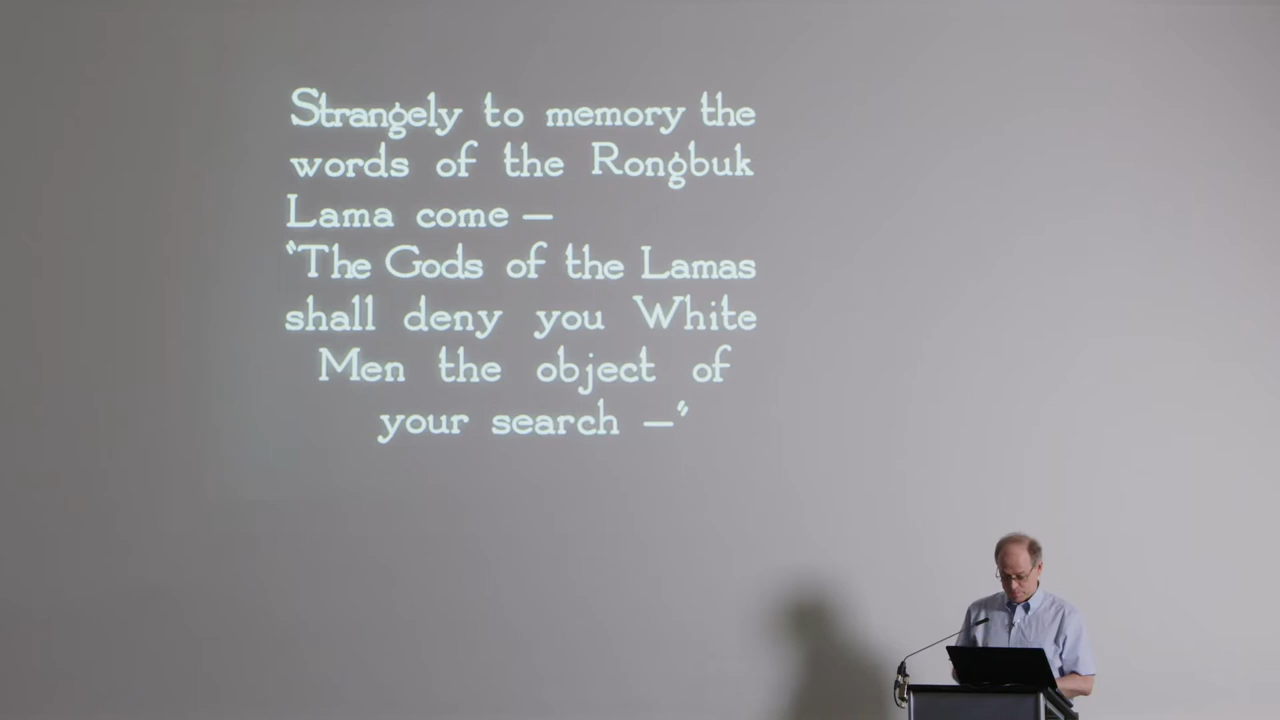 Strangely to memory the
words of the Rongbuk
Lama come —
"The Gods of the Lamas
shall deny you White
Men the object of
your search —"